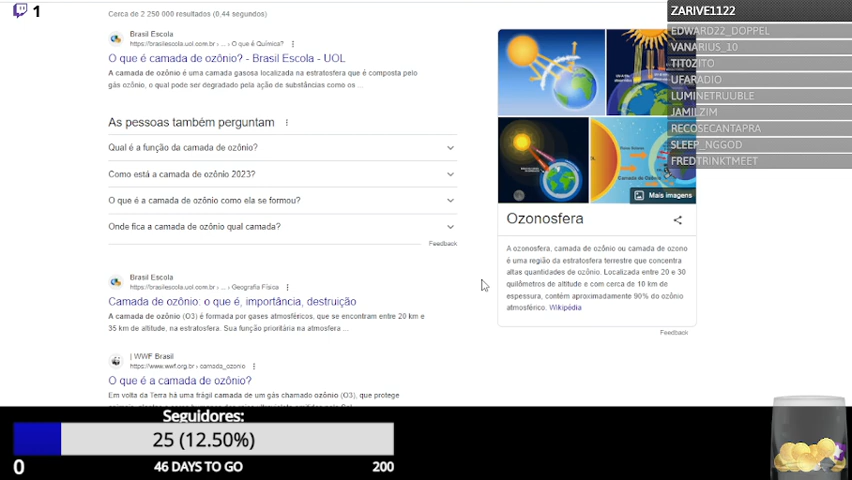 1
Cerca de 2 250 000 resultados (0,44 segundos)
Brasil Escola
https://brasilescola.uol.com.br › ... › O que é Química?
O que é camada de ozônio? - Brasil Escola - UOL
A camada de ozônio é uma camada gasosa localizada na estratosfera que é composta pelo
gás ozônio, o qual pode ser degradado pela ação de substâncias como os ...
As pessoas também perguntam
Qual é a função da camada de ozônio?
Como está a camada de ozônio 2023?
O que é a camada de ozônio como ela se formou?
Onde fica a camada de ozônio qual camada?
Feedback
Brasil Escola
https://brasilescola.uol.com.br › ... › Geografia Física
Camada de ozônio: o que é, importância, destruição
A camada de ozônio (O3) é formada por gases atmosféricos, que se encontram entre 20 km e
35 km de altitude, na estratosfera. Sua função prioritária na atmosfera ...
| WWF Brasil
https://www.wwf.org.br › camada_ozonio
O que é a camada de ozônio?
Em volta da Terra há uma frágil camada de um gás chamado ozônio (O3), que protege
Mais imagens
Ozonosfera
A ozonosfera, camada de ozônio ou camada de ozono
é uma região da estratosfera terrestre que concentra
altas quantidades de ozônio. Localizada entre 20 e 30
quilômetros de altitude e com cerca de 10 km de
espessura, contém aproximadamente 90% do ozônio
atmosférico. Wikipédia
Feedback
ZARIVE1122
EDWARD22_DOPPEL
VANARIUS_10
TIT0ZITO
UFARADIO
LUMINETRUUBLE
JAMILZIM
RECOSECANTAPRA
SLEEP_NGGOD
FREDTRINKTMEET
Seguidores:
25 (12.50%)
0
46 DAYS TO GO
200